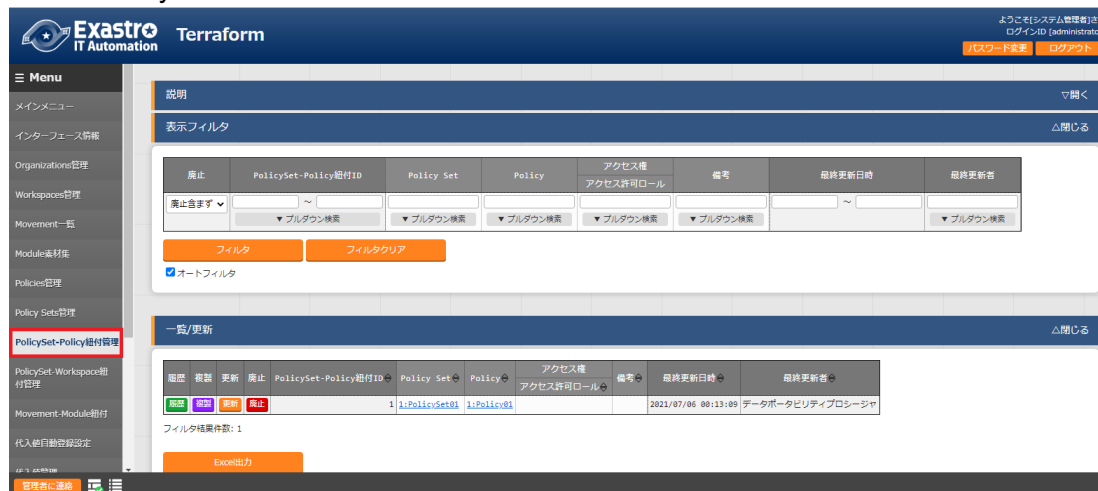 Exastro
IT Automation
Terraform
ようこそ[システム管理者]さ
ログインID [administrato
パスワード変更 ログアウト
☰ Menu
メインメニュー
インターフェース情報
Organizations管理
Workspaces管理
Movement一覧
Module素材集
Policies管理
Policy Sets管理
PolicySet-Policy紐付管理
PolicySet-Workspace紐
付管理
Movement-Module紐付
代入値自動登録設定
説明 ▽開く
表示フィルタ △閉じる
廃止 PolicySet-Policy紐付ID Policy Set Policy アクセス権 備考 最終更新日時 最終更新者
アクセス許可ロール
廃止含まず ～ ～
▼ プルダウン検索 ▼ プルダウン検索 ▼ プルダウン検索 ▼ プルダウン検索 ▼ プルダウン検索 ▼ プルダウン検索
フィルタ フィルタクリア
オートフィルタ
一覧/更新 △閉じる
履歴 複製 更新 廃止 PolicySet-Policy紐付ID Policy Set Policy アクセス権 備考 最終更新日時 最終更新者
アクセス許可ロール
履歴 複製 更新 廃止 1 1:PolicySet01 1:Policy01 2021/07/06 00:13:09 データポータビリティプロシージャ
フィルタ結果件数: 1
Excel出力
管理者に連絡